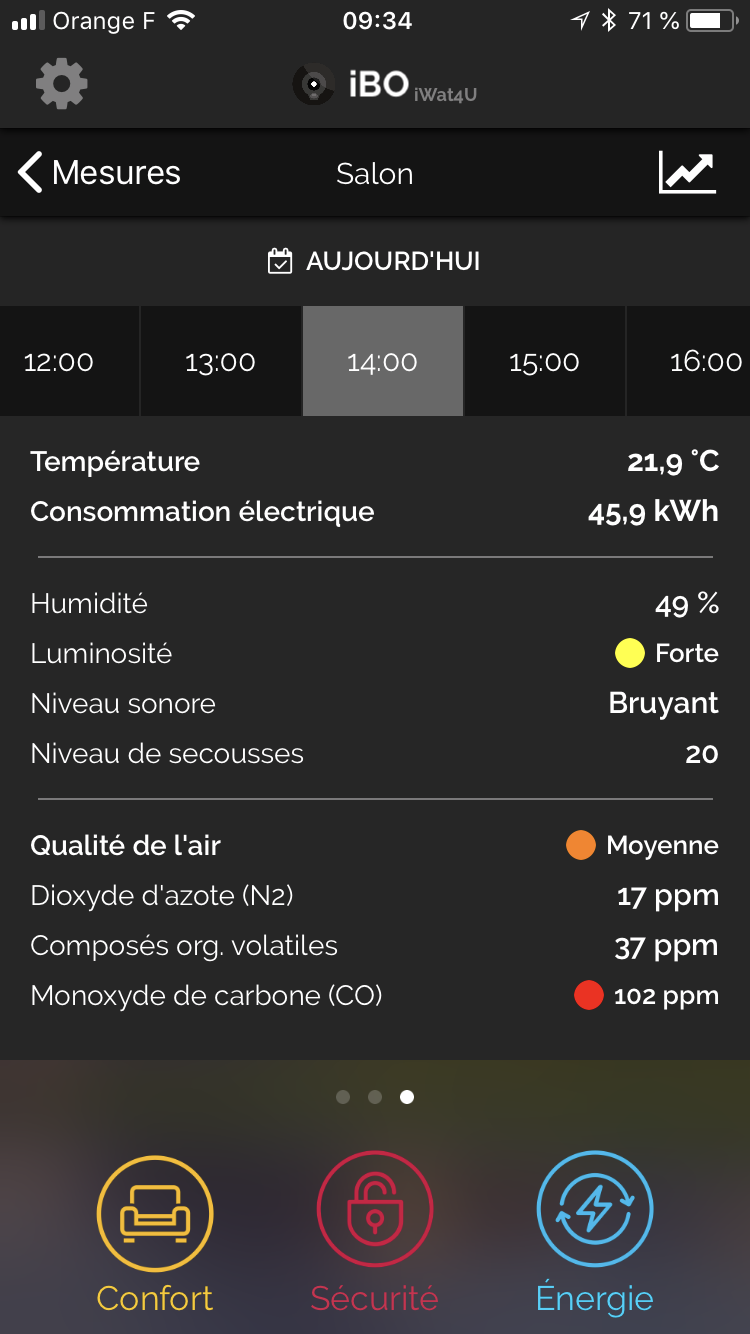 Orange F 09:34 71 %
iBO iWat4U
Mesures Salon
AUJOURD'HUI
12:00 13:00 14:00 15:00 16:00
Température 21,9 °C
Consommation électrique 45,9 kWh
Humidité 49 %
Luminosité Forte
Niveau sonore Bruyant
Niveau de secousses 20
Qualité de l'air Moyenne
Dioxyde d'azote (N2) 17 ppm
Composés org. volatiles 37 ppm
Monoxyde de carbone (CO) 102 ppm
Confort Sécurité Énergie